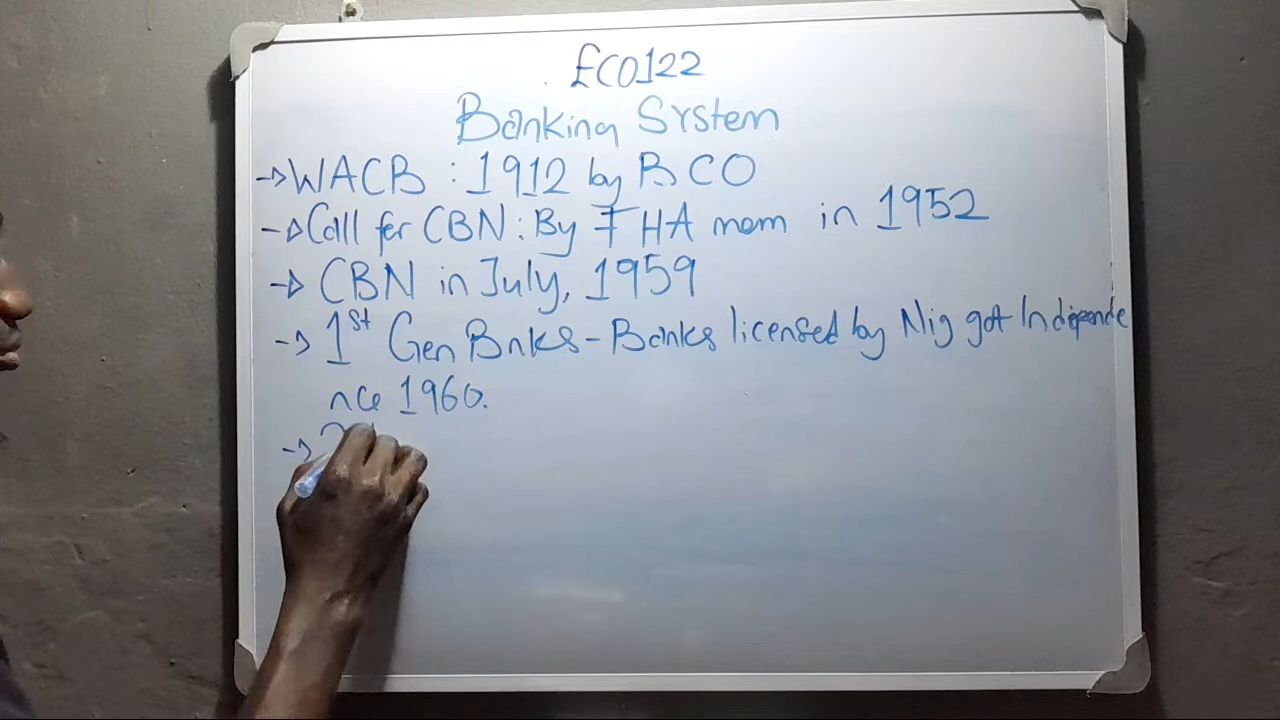 ECO122
Banking System
→ WACB : 1912 by BCO
→ Call for CBN: By FHA mem in 1952
→ CBN in July, 1959
→ 1st Gen Bnks - Banks licensed by Nig got Independe
nce 1960.
→ 2